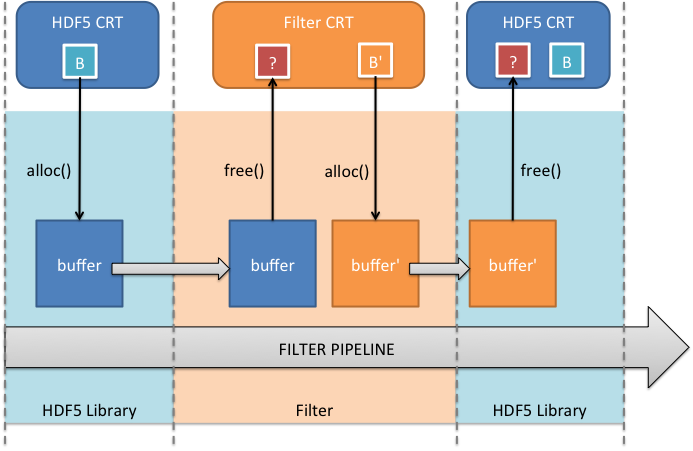 HDF5 CRT
Filter CRT
HDF5 CRT
B
?
B'
?
B
alloc()
free()
alloc()
free()
buffer
buffer
buffer'
buffer'
FILTER PIPELINE
HDF5 Library
Filter
HDF5 Library